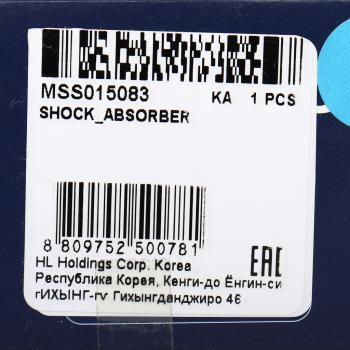 MSS015083 KA 1 PCS
SHOCK_ABSORBER
8 809752 500781
EAC
HL Holdings Corp. Korea
Республика Корея, Кенги-до Ёнгин-си
гИХЫНГ-гу Гихынгданджиро 46